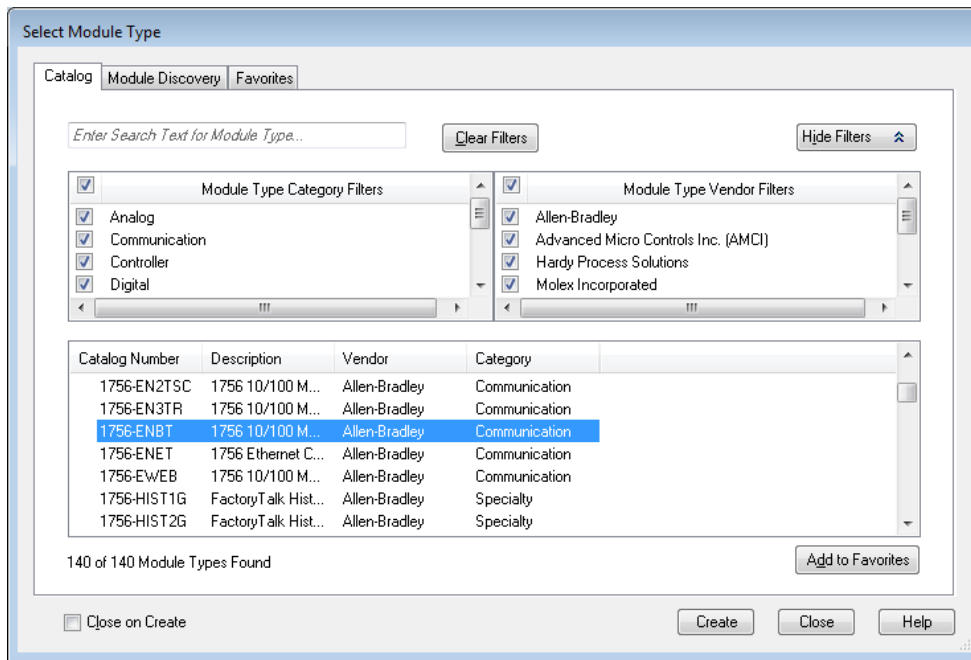 Select Module Type
Catalog Module Discovery Favorites
Enter Search Text for Module Type... Clear Filters Hide Filters
Module Type Category Filters Module Type Vendor Filters
Analog Allen-Bradley
Communication Advanced Micro Controls Inc. (AMCI)
Controller Hardy Process Solutions
Digital Molex Incorporated
Catalog Number Description Vendor Category
1756-EN2TSC 1756 10/100 M... Allen-Bradley Communication
1756-EN3TR 1756 10/100 M... Allen-Bradley Communication
1756-ENBT 1756 10/100 M... Allen-Bradley Communication
1756-ENET 1756 Ethernet C... Allen-Bradley Communication
1756-EWEB 1756 10/100 M... Allen-Bradley Communication
1756-HIST1G FactoryTalk Hist... Allen-Bradley Specialty
1756-HIST2G FactoryTalk Hist... Allen-Bradley Specialty
140 of 140 Module Types Found Add to Favorites
Close on Create Create Close Help